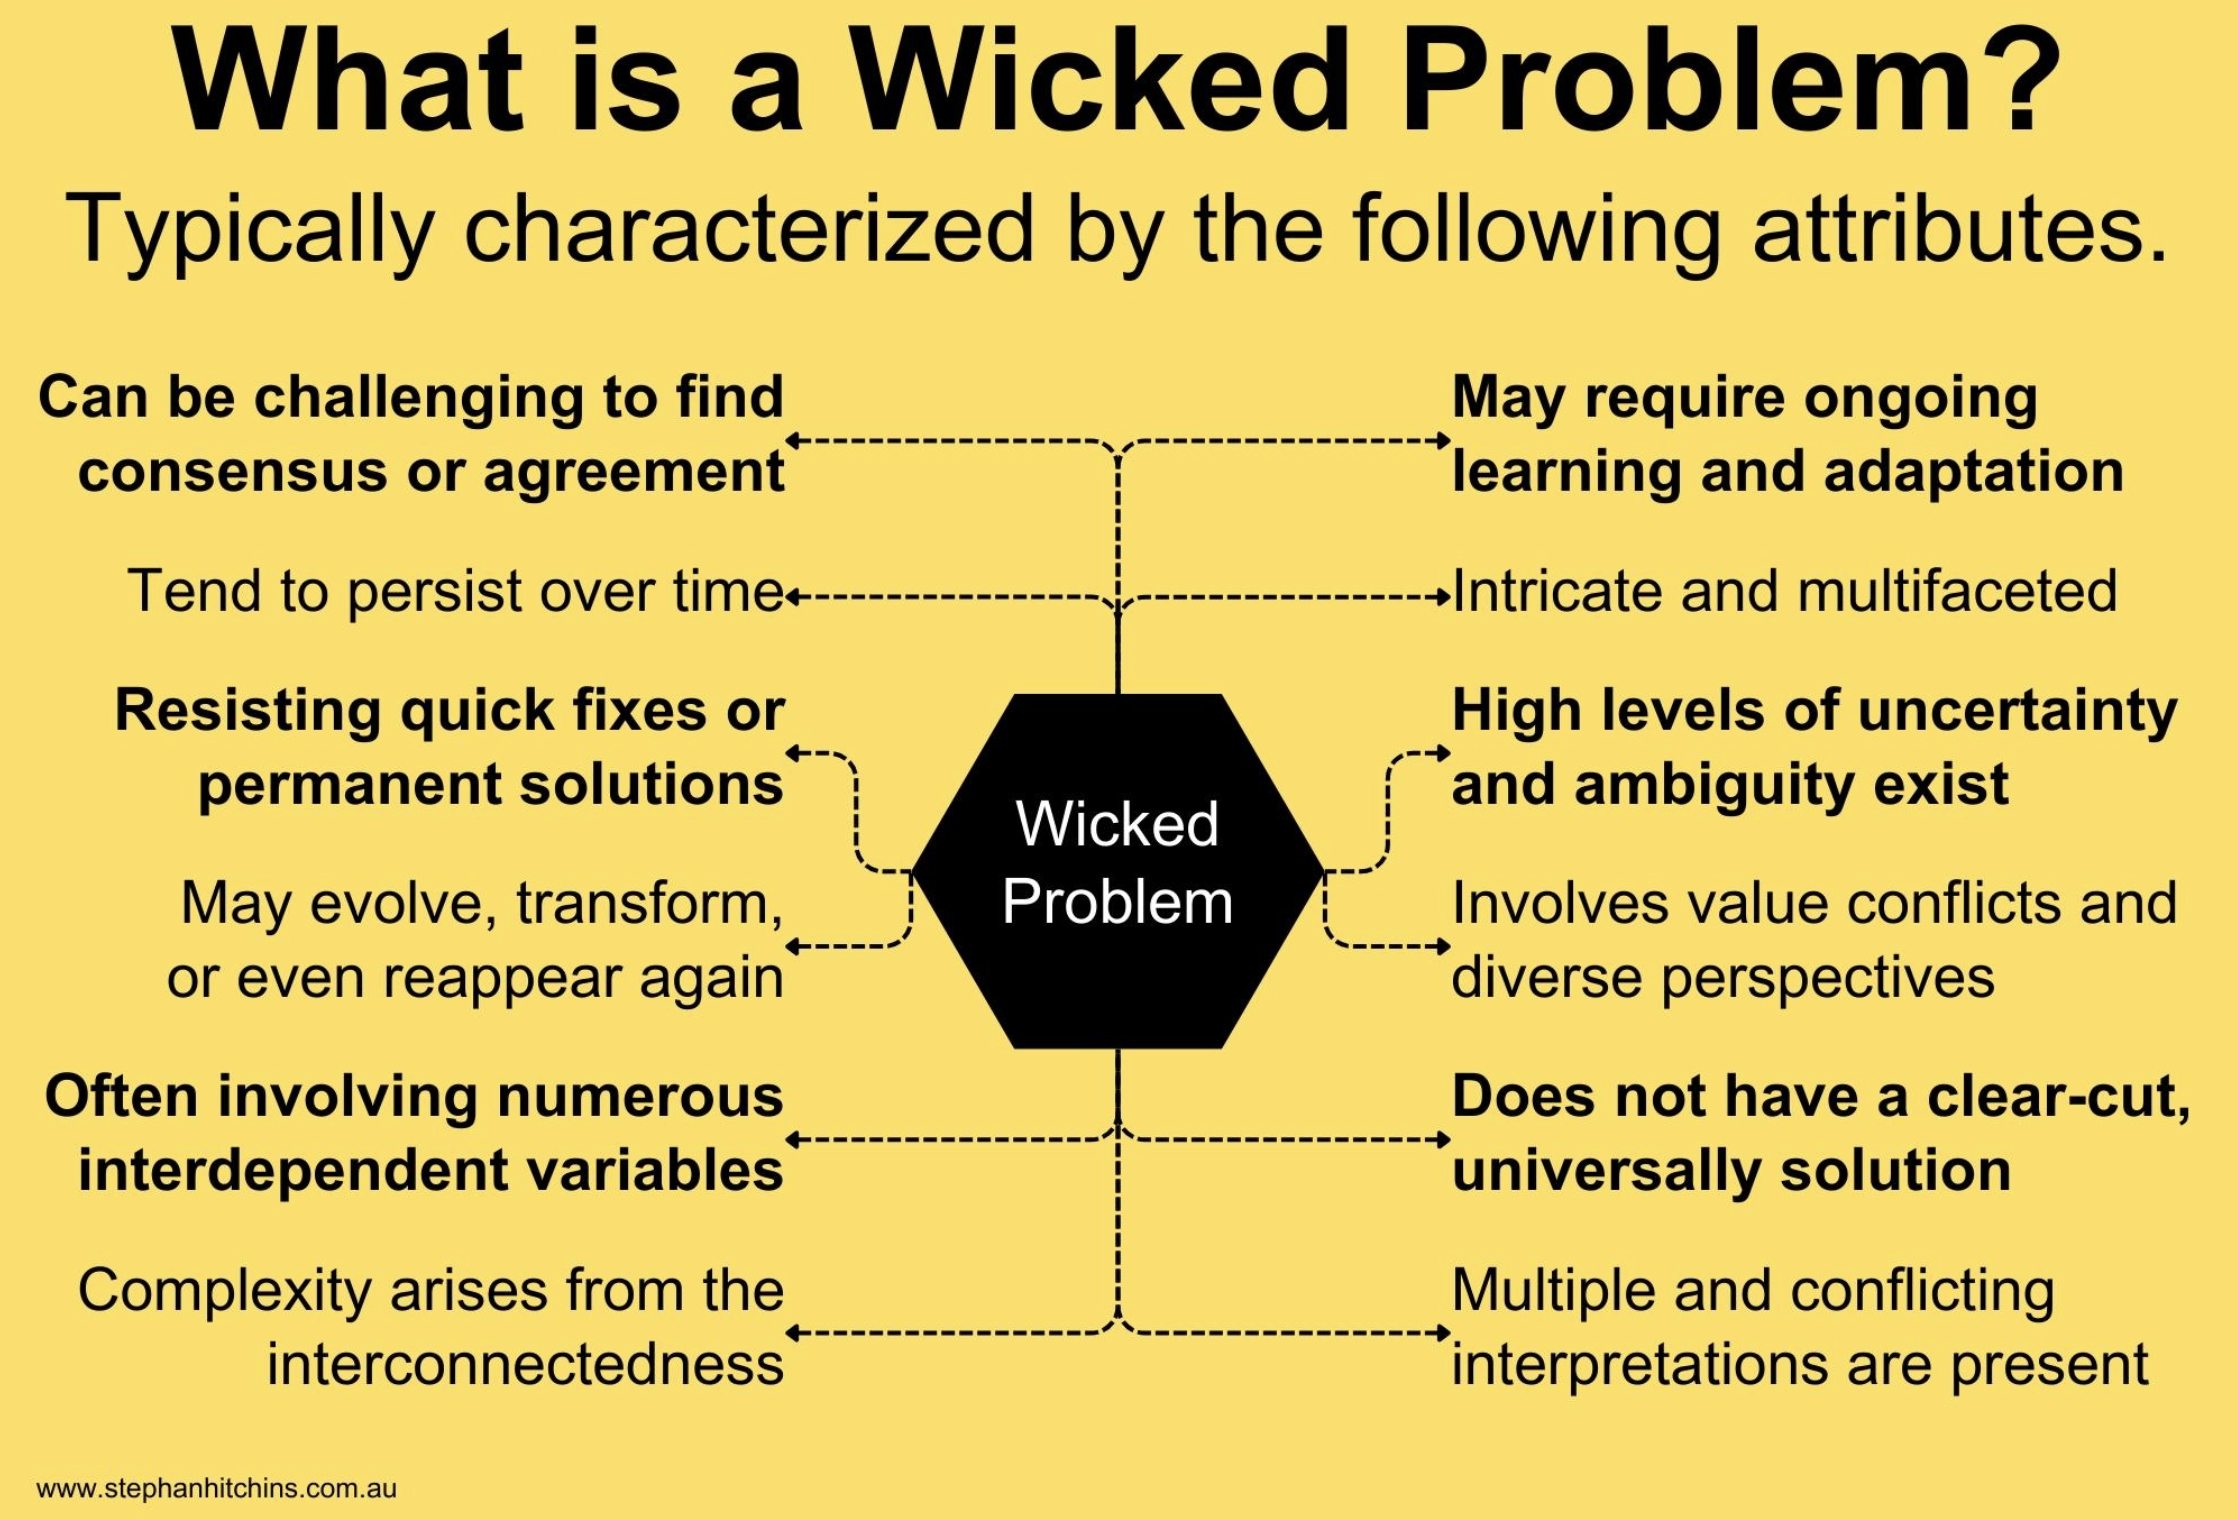 What is a Wicked Problem?
Typically characterized by the following attributes.
Can be challenging to find
consensus or agreement
Tend to persist over time
Resisting quick fixes or
permanent solutions
May evolve, transform,
or even reappear again
Often involving numerous
interdependent variables
Complexity arises from the
interconnectedness
Wicked
Problem
May require ongoing
learning and adaptation
Intricate and multifaceted
High levels of uncertainty
and ambiguity exist
Involves value conflicts and
diverse perspectives
Does not have a clear-cut,
universally solution
Multiple and conflicting
interpretations are present
www.stephanhitchins.com.au